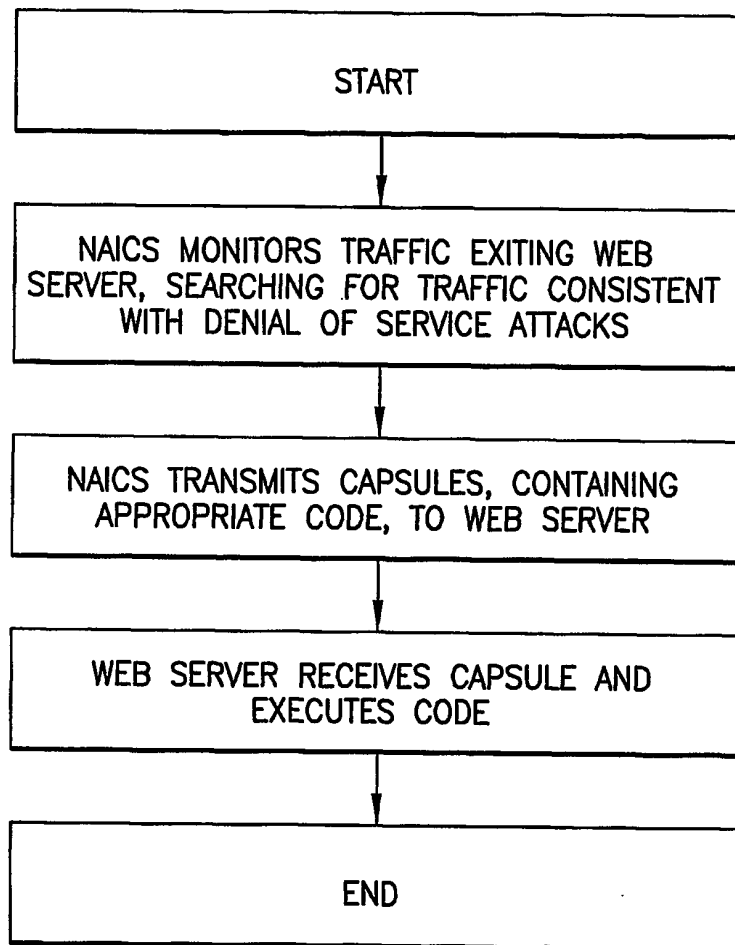 START
NAICS MONITORS TRAFFIC EXITING WEB
SERVER, SEARCHING FOR TRAFFIC CONSISTENT
WITH DENIAL OF SERVICE ATTACKS
NAICS TRANSMITS CAPSULES, CONTAINING
APPROPRIATE CODE, TO WEB SERVER
WEB SERVER RECEIVES CAPSULE AND
EXECUTES CODE
END